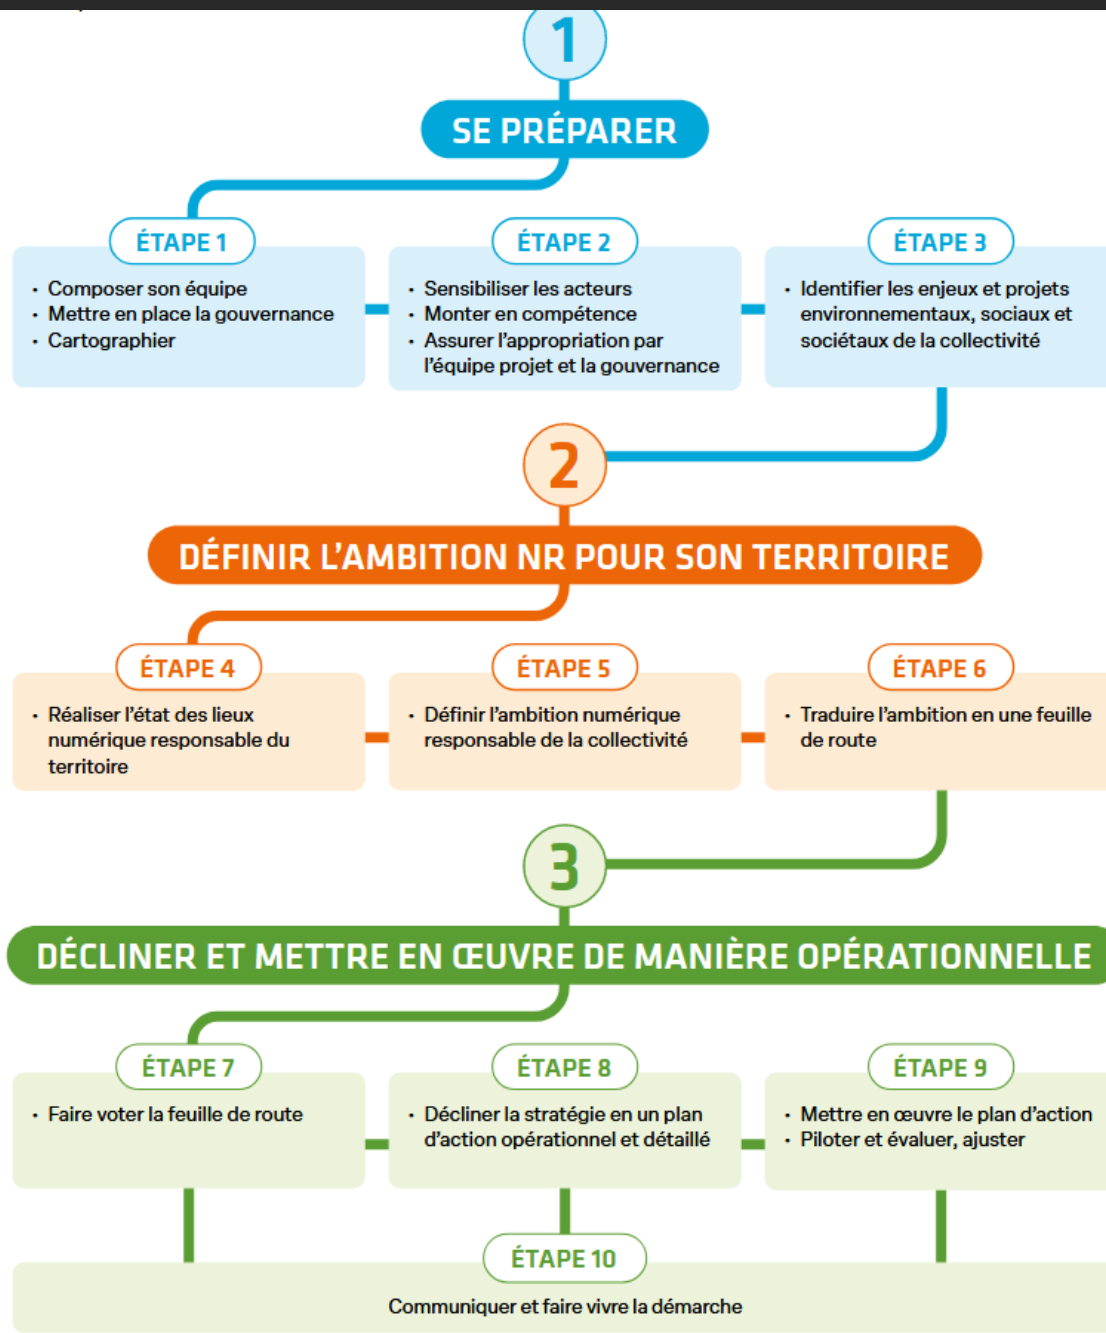 1
SE PRÉPARER
ÉTAPE 1
• Composer son équipe
• Mettre en place la gouvernance
• Cartographier
ÉTAPE 2
• Sensibiliser les acteurs
• Monter en compétence
• Assurer l'appropriation par
l'équipe projet et la gouvernance
ÉTAPE 3
• Identifier les enjeux et projets
environnementaux, sociaux et
sociétaux de la collectivité
2
DÉFINIR L'AMBITION NR POUR SON TERRITOIRE
ÉTAPE 4
• Réaliser l'état des lieux
numérique responsable du
territoire
ÉTAPE 5
• Définir l'ambition numérique
responsable de la collectivité
ÉTAPE 6
• Traduire l'ambition en une feuille
de route
3
DÉCLINER ET METTRE EN ŒUVRE DE MANIÈRE OPÉRATIONNELLE
ÉTAPE 7
• Faire voter la feuille de route
ÉTAPE 8
• Décliner la stratégie en un plan
d'action opérationnel et détaillé
ÉTAPE 9
• Mettre en œuvre le plan d'action
• Piloter et évaluer, ajuster
ÉTAPE 10
Communiquer et faire vivre la démarche